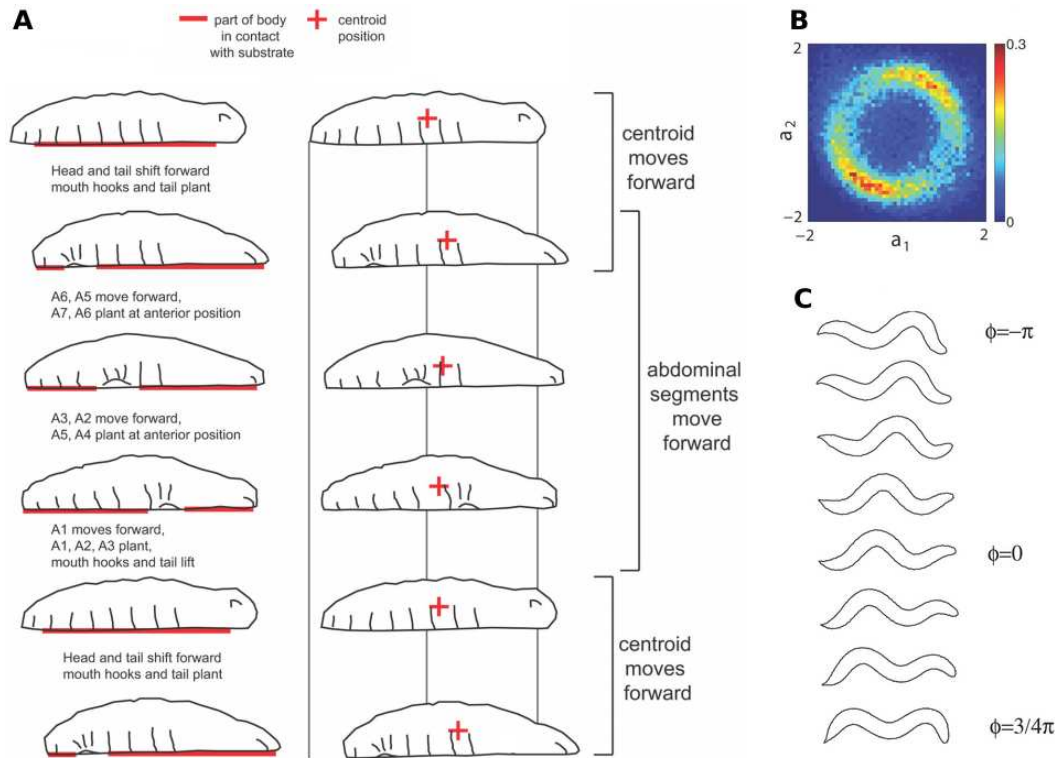 A
part of body
in contact
with substrate
centroid
position
Head and tail shift forward
mouth hooks and tail plant
A6, A5 move forward,
A7, A6 plant at anterior position
A3, A2 move forward,
A5, A4 plant at anterior position
A1 moves forward,
A1, A2, A3 plant,
mouth hooks and tail lift
Head and tail shift forward
mouth hooks and tail plant
centroid
moves
forward
abdominal
segments
move
forward
centroid
moves
forward
B
2
a2
−2
−2
a1
2
0.3
0
C
ϕ=−π
ϕ=0
ϕ=3/4π